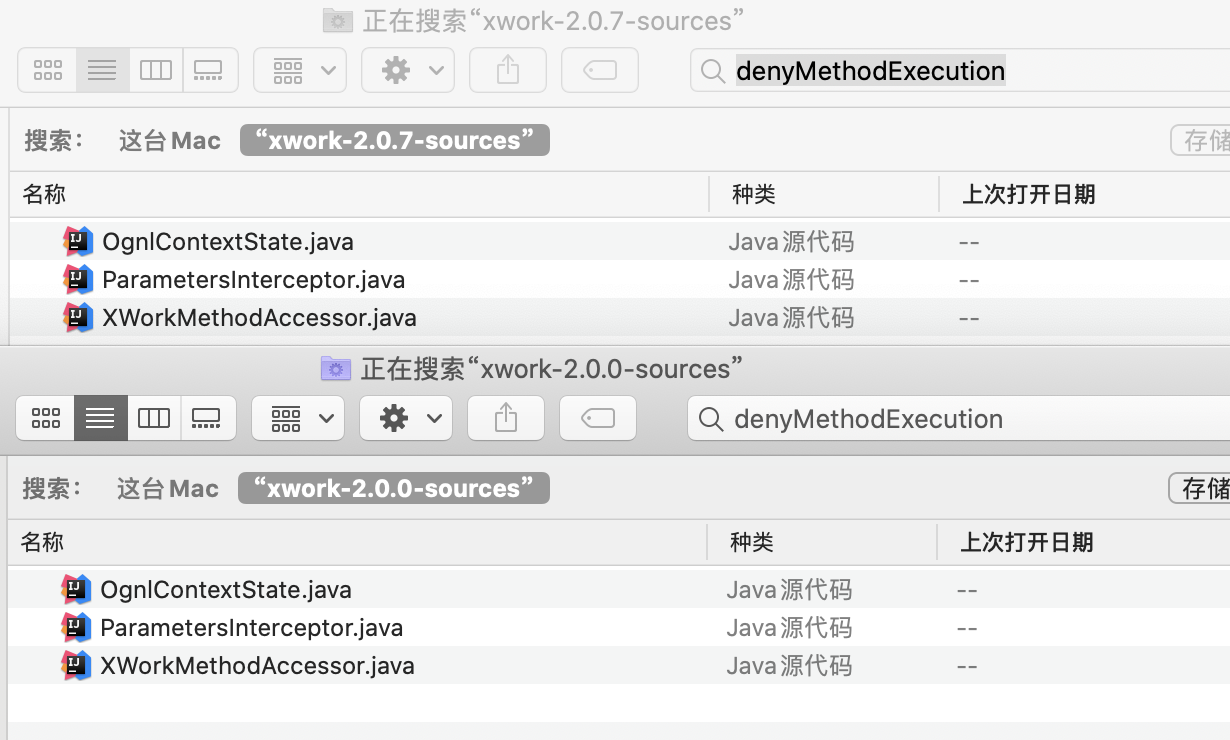 正在搜索“xwork-2.0.7-sources”
denyMethodExecution
搜索： 这台 Mac “xwork-2.0.7-sources” 存储
名称 种类 上次打开日期
OgnlContextState.java Java 源代码 --
ParametersInterceptor.java Java 源代码 --
XWorkMethodAccessor.java Java 源代码 --
正在搜索“xwork-2.0.0-sources”
denyMethodExecution
搜索： 这台 Mac “xwork-2.0.0-sources” 存储
名称 种类 上次打开日期
OgnlContextState.java Java 源代码 --
ParametersInterceptor.java Java 源代码 --
XWorkMethodAccessor.java Java 源代码 --